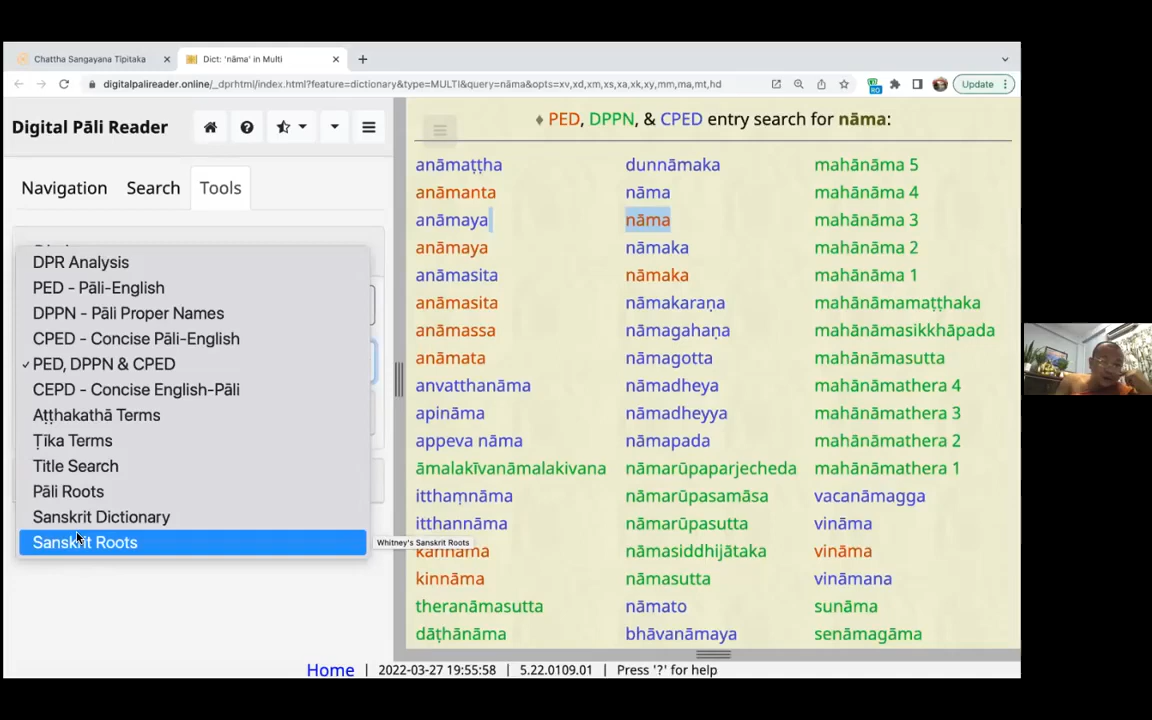 Chattha Sangayana Tipitaka
Dict: 'nāma' in Multi
digitalpalireader.online/_dprhtml/index.html?feature=dictionary&type=MULTI&query=nāma&opts=xv,xd,xm,xs,xa,xk,xy,mm,ma,mt,hd
RO
Update
Digital Pāli Reader
Navigation Search Tools
DPR Analysis
PED - Pāli-English
DPPN - Pāli Proper Names
CPED - Concise Pāli-English
✓ PED, DPPN & CPED
CEPD - Concise English-Pāli
Aṭṭhakathā Terms
Ṭīka Terms
Title Search
Pāli Roots
Sanskrit Dictionary
Sanskrit Roots
Whitney's Sanskrit Roots
♦ PED, DPPN, & CPED entry search for nāma:
anāmaṭṭha
anāmanta
anāmaya
anāmaya
anāmasita
anāmasita
anāmassa
anāmata
anvatthanāma
apināma
appeva nāma
āmalakīvanāmalakivana
itthaṃnāma
itthannāma
kannāma
kinnāma
theranāmasutta
dāṭhānāma
dunnāmaka
nāma
nāma
nāmaka
nāmaka
nāmakaraṇa
nāmagahaṇa
nāmagotta
nāmadheya
nāmadheyya
nāmapada
nāmarūpaparjecheda
nāmarūpasamāsa
nāmarūpasutta
nāmasiddhijātaka
nāmasutta
nāmato
bhāvanāmaya
mahānāma 5
mahānāma 4
mahānāma 3
mahānāma 2
mahānāma 1
mahānāmamaṭṭhaka
mahānāmasikkhāpada
mahānāmasutta
mahānāmathera 4
mahānāmathera 3
mahānāmathera 2
mahānāmathera 1
vacanāmagga
vināma
vināma
vināmana
sunāma
senāmagāma
Home | 2022-03-27 19:55:58 | 5.22.0109.01 | Press '?' for help